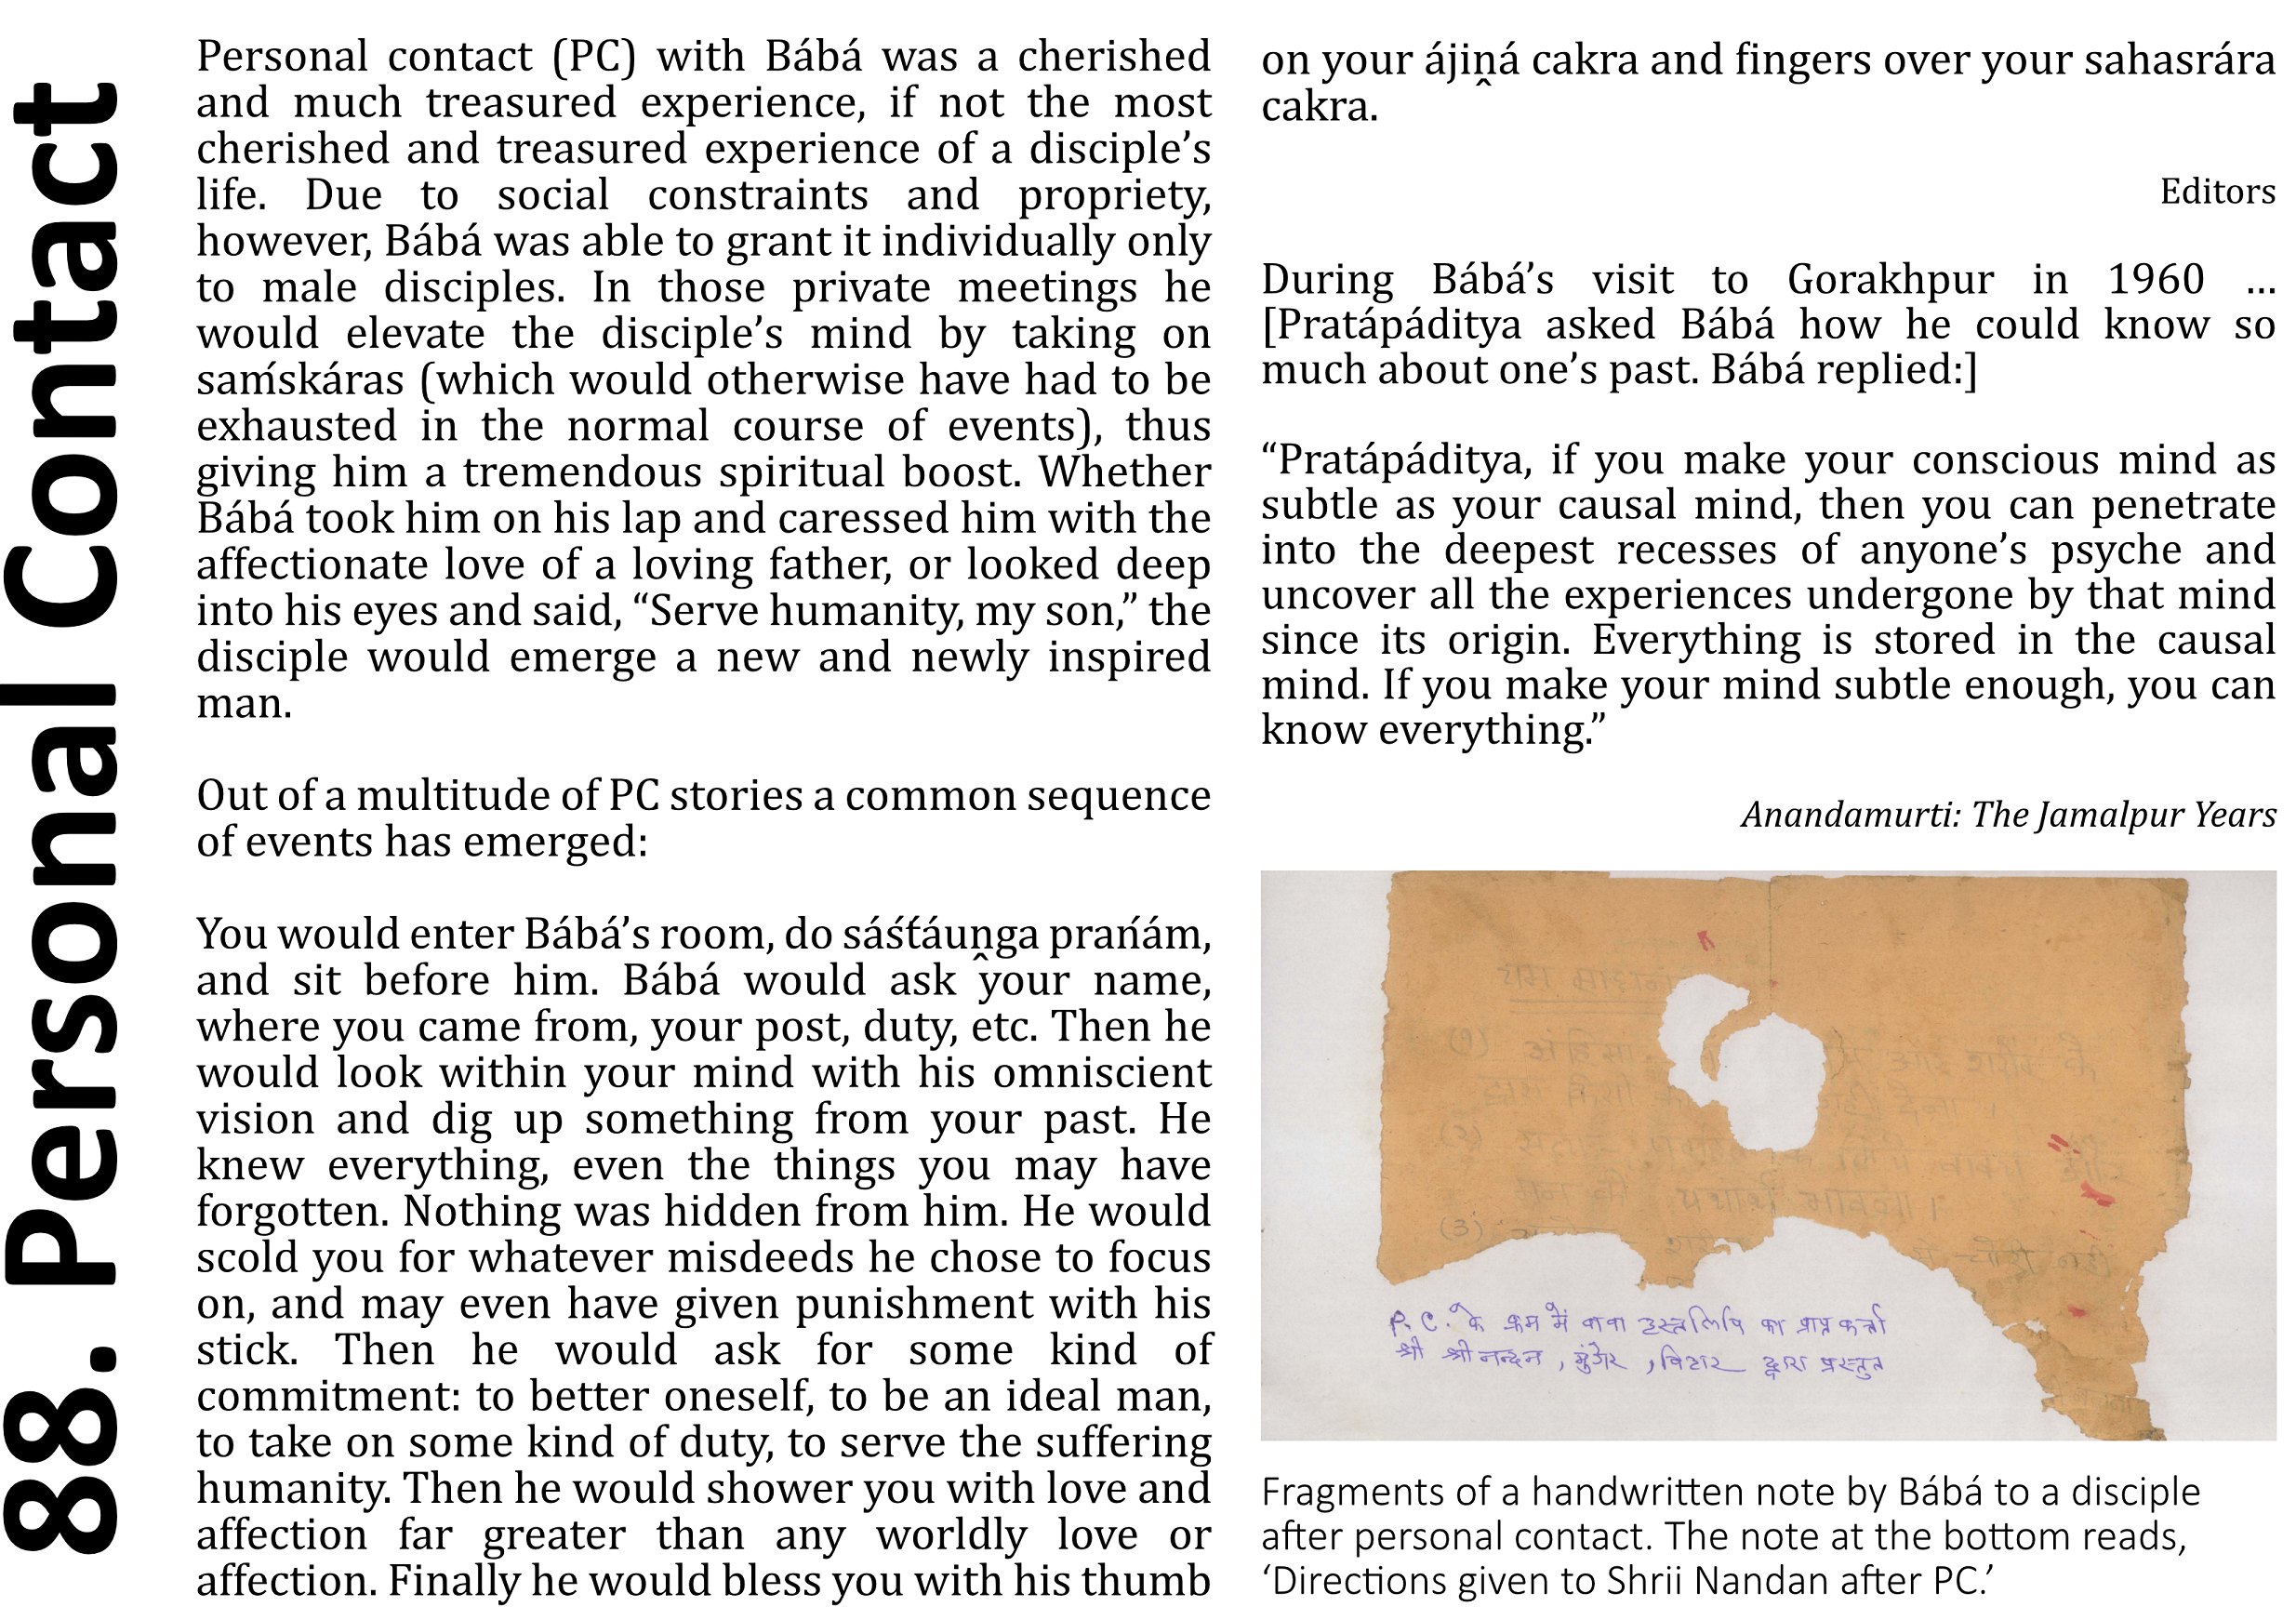 88. Personal Contact
Personal contact (PC) with Bábá was a cherished
and much treasured experience, if not the most
cherished and treasured experience of a disciple’s
life. Due to social constraints and propriety,
however, Bábá was able to grant it individually only
to male disciples. In those private meetings he
would elevate the disciple’s mind by taking on
saḿskáras (which would otherwise have had to be
exhausted in the normal course of events), thus
giving him a tremendous spiritual boost. Whether
Bábá took him on his lap and caressed him with the
affectionate love of a loving father, or looked deep
into his eyes and said, “Serve humanity, my son,” the
disciple would emerge a new and newly inspired
man.
Out of a multitude of PC stories a common sequence
of events has emerged:
You would enter Bábá’s room, do sáśt́áuṋga prańám,
and sit before him. Bábá would ask your name,
where you came from, your post, duty, etc. Then he
would look within your mind with his omniscient
vision and dig up something from your past. He
knew everything, even the things you may have
forgotten. Nothing was hidden from him. He would
scold you for whatever misdeeds he chose to focus
on, and may even have given punishment with his
stick. Then he would ask for some kind of
commitment: to better oneself, to be an ideal man,
to take on some kind of duty, to serve the suffering
humanity. Then he would shower you with love and
affection far greater than any worldly love or
affection. Finally he would bless you with his thumb
on your ájiṋá cakra and fingers over your sahasrára
cakra.
Editors
During Bábá’s visit to Gorakhpur in 1960 …
[Pratápáditya asked Bábá how he could know so
much about one’s past. Bábá replied:]
“Pratápáditya, if you make your conscious mind as
subtle as your causal mind, then you can penetrate
into the deepest recesses of anyone’s psyche and
uncover all the experiences undergone by that mind
since its origin. Everything is stored in the causal
mind. If you make your mind subtle enough, you can
know everything.”
Anandamurti: The Jamalpur Years
(१)
(२)
(३)
P. C. के क्रम में बाबा हस्तलिपि का प्राप्त कर्त्ता
श्री श्री नन्दन , मुंगेर , बिहार द्वारा प्रस्तुत
Fragments of a handwritten note by Bábá to a disciple
after personal contact. The note at the bottom reads,
‘Directions given to Shrii Nandan after PC.’